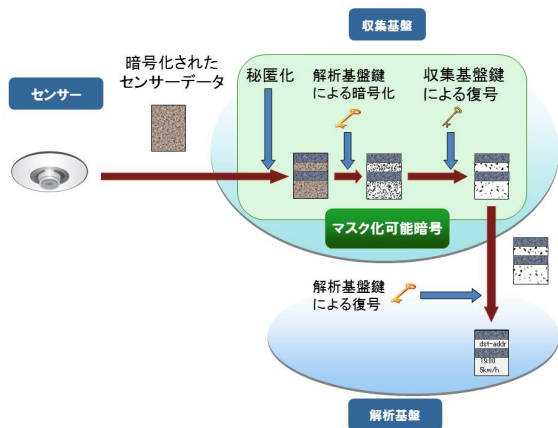 収集基盤
センサー
暗号化された
センサーデータ
秘匿化
解析基盤鍵
による暗号化
収集基盤鍵
による復号
マスク化可能暗号
解析基盤鍵
による復号
dst-addr
19:00
5km/h
解析基盤